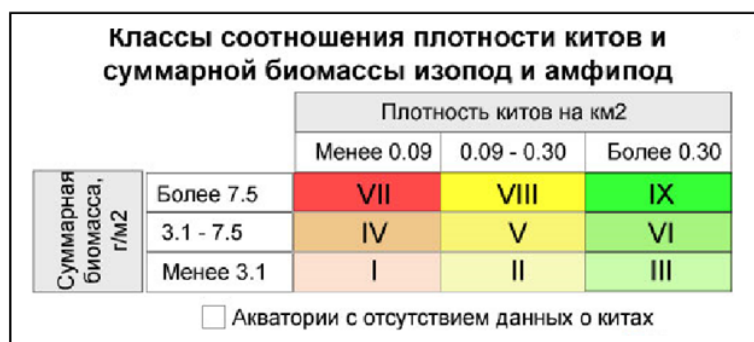 Классы соотношения плотности китов и
суммарной биомассы изопод и амфипод
Плотность китов на км2
Менее 0.09 0.09 - 0.30 Более 0.30
Суммарная
биомасса,
г/м2
Более 7.5 VII VIII IX
3.1 - 7.5 IV V VI
Менее 3.1 I II III
Акватории с отсутствием данных о китах